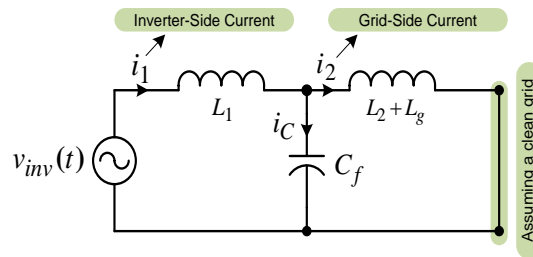 Inverter-Side Current
Grid-Side Current
i1
i2
L1
L2+Lg
iC
vinv(t)
Cf
Assuming a clean grid